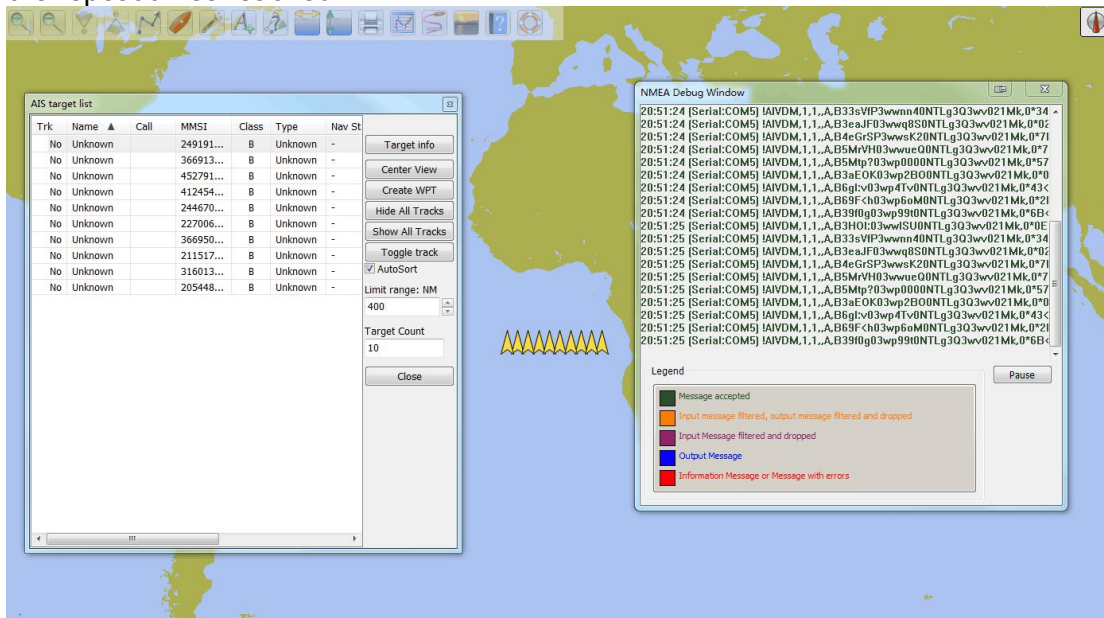 AIS target list
Trk Name ▲ Call MMSI Class Type Nav St
No Unknown 249191... B Unknown -
No Unknown 366913... B Unknown -
No Unknown 452791... B Unknown -
No Unknown 412454... B Unknown -
No Unknown 244670... B Unknown -
No Unknown 227006... B Unknown -
No Unknown 366950... B Unknown -
No Unknown 211517... B Unknown -
No Unknown 316013... B Unknown -
No Unknown 205448... B Unknown -
Target info
Center View
Create WPT
Hide All Tracks
Show All Tracks
Toggle track
AutoSort
Limit range: NM
400
Target Count
10
Close
NMEA Debug Window
20:51:24 (Serial:COM5) !AIVDM,1,1,,A,B33sVfP3wwnn40NTLg3Q3wv021Mk,0*34
20:51:24 (Serial:COM5) !AIVDM,1,1,,A,B3eaJF03wwq8S0NTLg3Q3wv021Mk,0*02
20:51:24 (Serial:COM5) !AIVDM,1,1,,A,B4eGrSP3wwsK20NTLg3Q3wv021Mk,0*7
20:51:24 (Serial:COM5) !AIVDM,1,1,,A,B5MrVH03wwueQ0NTLg3Q3wv021Mk,0*7
20:51:24 (Serial:COM5) !AIVDM,1,1,,A,B5Mtp?03wp0000NTLg3Q3wv021Mk,0*57
20:51:24 (Serial:COM5) !AIVDM,1,1,,A,B3aEOK03wp2BO0NTLg3Q3wv021Mk,0*0
20:51:24 (Serial:COM5) !AIVDM,1,1,,A,B6gl:v03wp4Tv0NTLg3Q3wv021Mk,0*43<
20:51:24 (Serial:COM5) !AIVDM,1,1,,A,B69F<h03wp6oM0NTLg3Q3wv021Mk,0*2
20:51:24 (Serial:COM5) !AIVDM,1,1,,A,B39f0g03wp99t0NTLg3Q3wv021Mk,0*6B<
20:51:25 (Serial:COM5) !AIVDM,1,1,,A,B3HOI:03wwlSU0NTLg3Q3wv021Mk,0*0E
20:51:25 (Serial:COM5) !AIVDM,1,1,,A,B33sVfP3wwnn40NTLg3Q3wv021Mk,0*34
20:51:25 (Serial:COM5) !AIVDM,1,1,,A,B3eaJF03wwq8S0NTLg3Q3wv021Mk,0*02
20:51:25 (Serial:COM5) !AIVDM,1,1,,A,B4eGrSP3wwsK20NTLg3Q3wv021Mk,0*7
20:51:25 (Serial:COM5) !AIVDM,1,1,,A,B5MrVH03wwueQ0NTLg3Q3wv021Mk,0*7
20:51:25 (Serial:COM5) !AIVDM,1,1,,A,B5Mtp?03wp0000NTLg3Q3wv021Mk,0*57
20:51:25 (Serial:COM5) !AIVDM,1,1,,A,B3aEOK03wp2BO0NTLg3Q3wv021Mk,0*0
20:51:25 (Serial:COM5) !AIVDM,1,1,,A,B6gl:v03wp4Tv0NTLg3Q3wv021Mk,0*43<
20:51:25 (Serial:COM5) !AIVDM,1,1,,A,B69F<h03wp6oM0NTLg3Q3wv021Mk,0*2
20:51:25 (Serial:COM5) !AIVDM,1,1,,A,B39f0g03wp99t0NTLg3Q3wv021Mk,0*6B<
Legend
Pause
Message accepted
Input message filtered, output message filtered and dropped
Input Message filtered and dropped
Output Message
Information Message or Message with errors